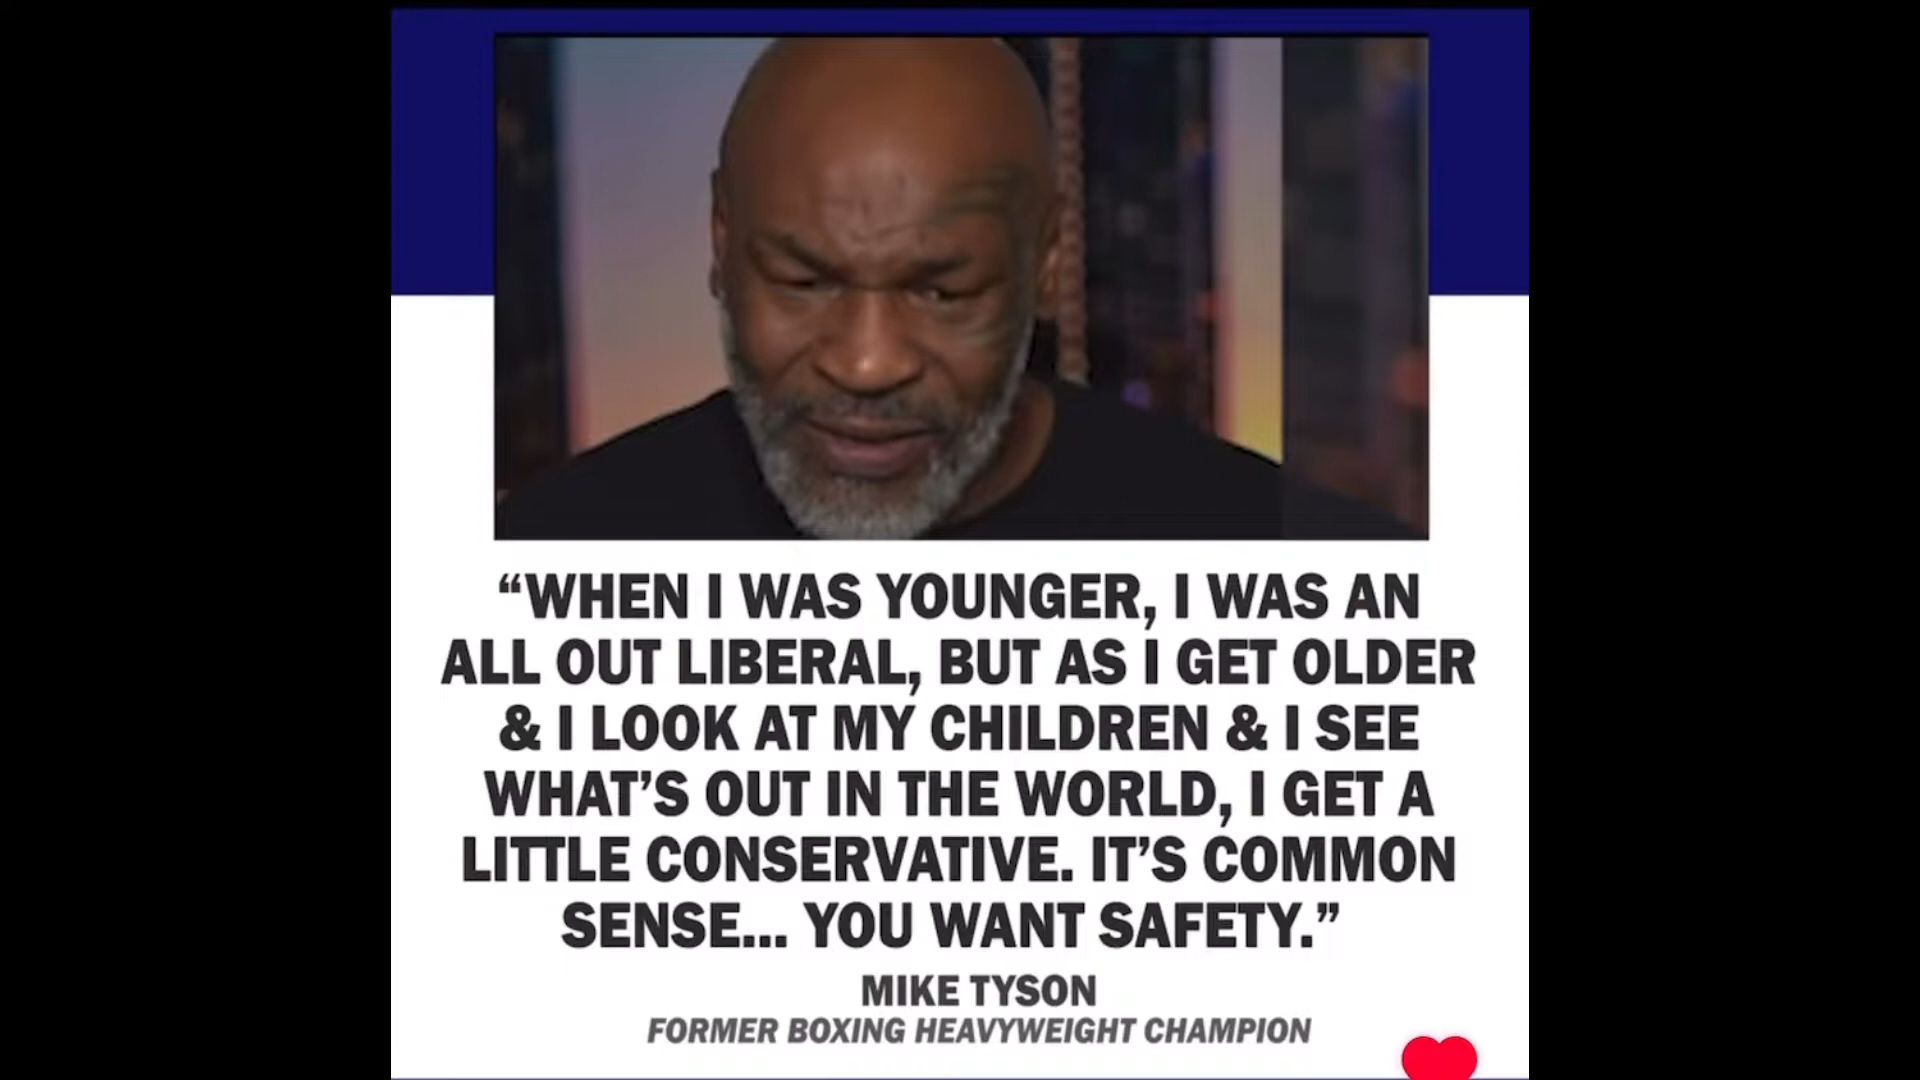 “WHEN I WAS YOUNGER, I WAS AN
ALL OUT LIBERAL, BUT AS I GET OLDER
& I LOOK AT MY CHILDREN & I SEE
WHAT’S OUT IN THE WORLD, I GET A
LITTLE CONSERVATIVE. IT’S COMMON
SENSE... YOU WANT SAFETY.”
MIKE TYSON
FORMER BOXING HEAVYWEIGHT CHAMPION